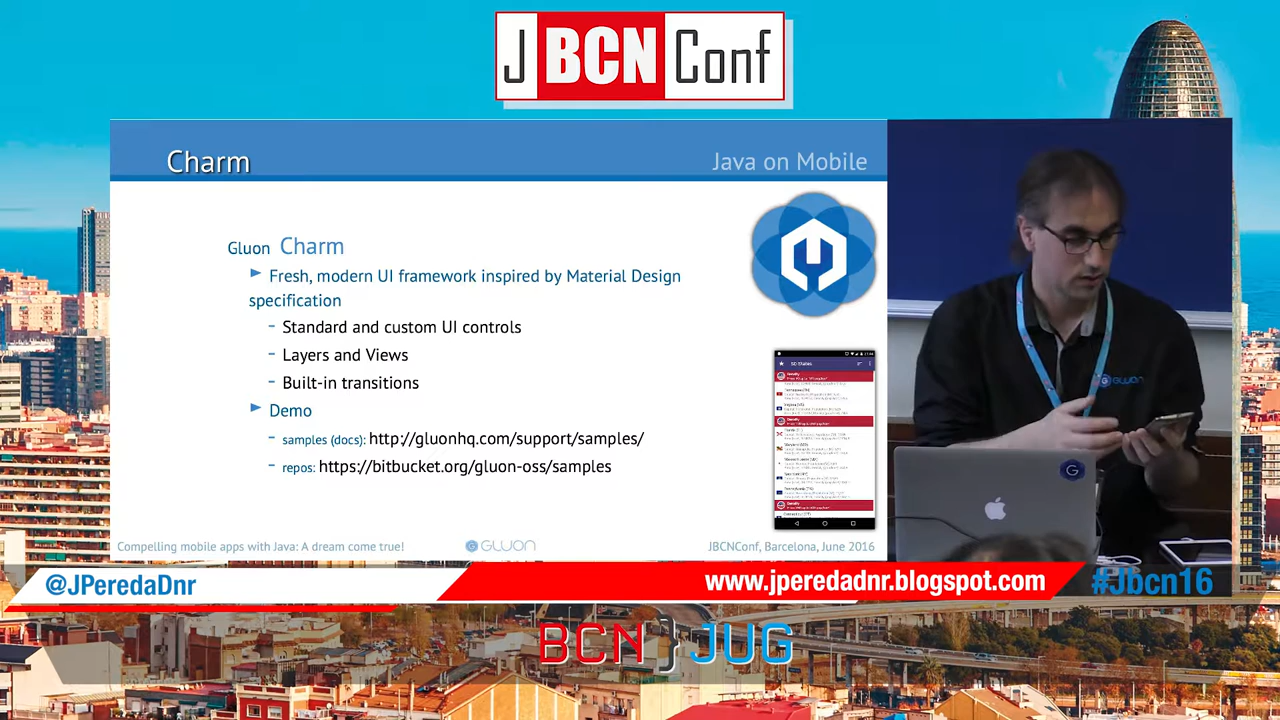 J BCN Conf
Charm
Java on Mobile
Gluon Charm
Fresh, modern UI framework inspired by Material Design
specification
- Standard and custom UI controls
- Layers and Views
- Built-in transitions
Demo
- samples (docs): http://gluonhq.com/support/samples/
- repos: https://bitbucket.org/gluon-oss/samples
50 States
GLUON
G
Compelling mobile apps with Java: A dream come true!
GLUON
JBCNConf, Barcelona, June 2016
@JPeredaDnr
www.jperedadnr.blogspot.com
#Jbcn16
BCN JUG